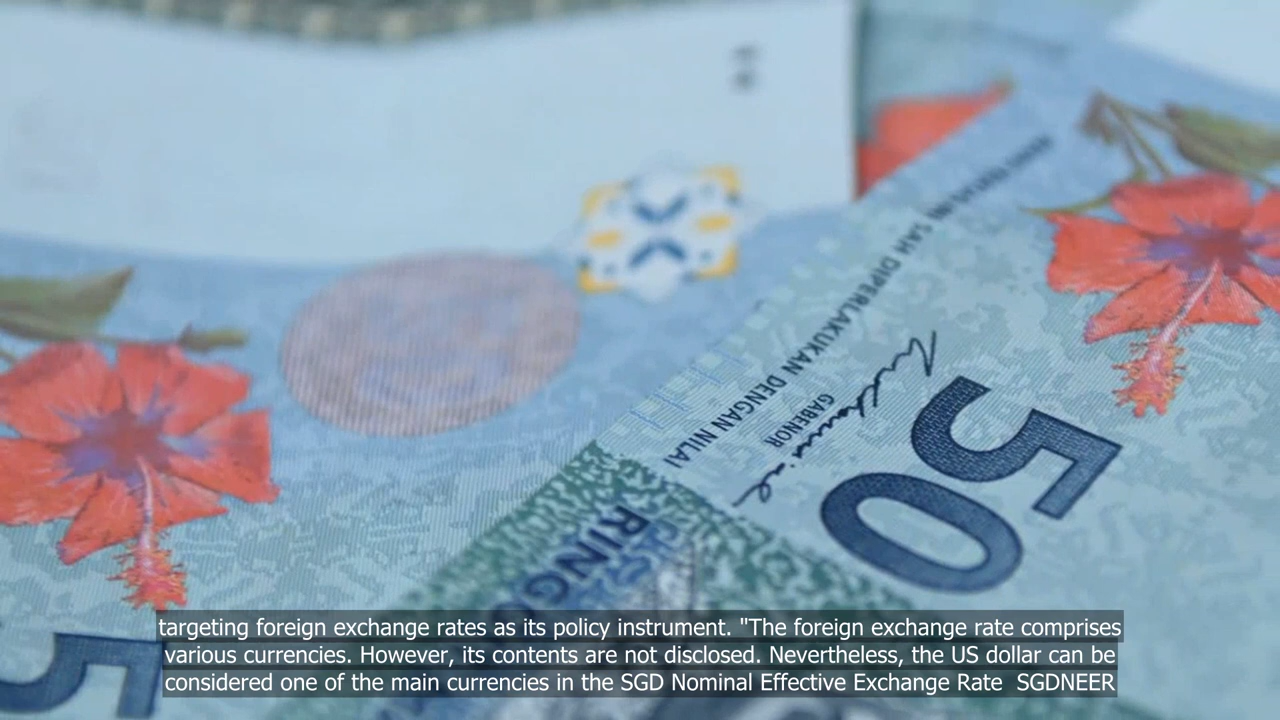 SAH DIPERLAKUKAN DENGAN NILAI
GABENOR
50
RINGG
5
targeting foreign exchange rates as its policy instrument. "The foreign exchange rate comprises
various currencies. However, its contents are not disclosed. Nevertheless, the US dollar can be
considered one of the main currencies in the SGD Nominal Effective Exchange Rate  SGDNEER